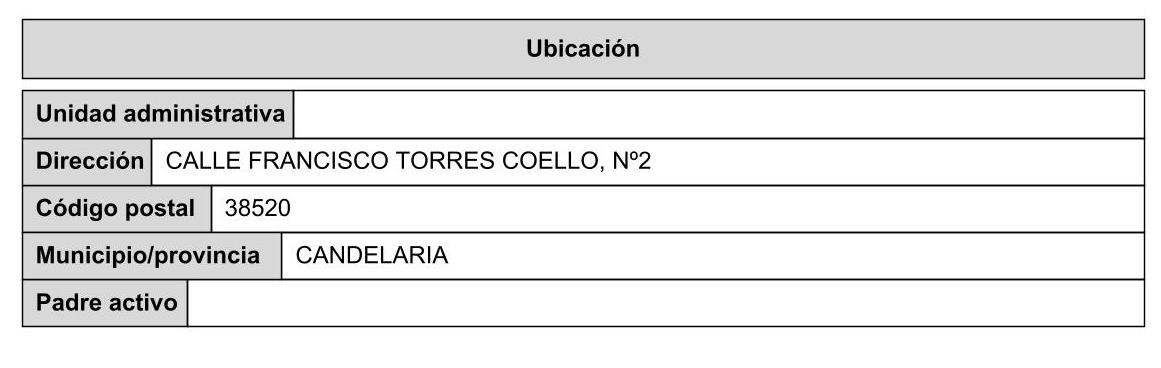 Ubicación
Unidad administrativa
Dirección CALLE FRANCISCO TORRES COELLO, Nº2
Código postal 38520
Municipio/provincia CANDELARIA
Padre activo